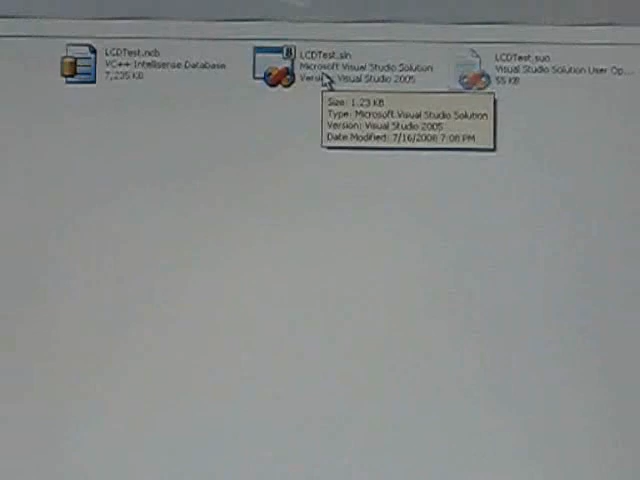 LCDTest.ncb
VC++ Intellisense Database
7,235 KB
LCDTest.sln
Microsoft Visual Studio Solution
Version: Visual Studio 2005
LCDTest.suo
Visual Studio Solution User Op...
55 KB
Size: 1.23 KB
Type: Microsoft Visual Studio Solution
Version: Visual Studio 2005
Date Modified: 7/16/2008 7:08 PM